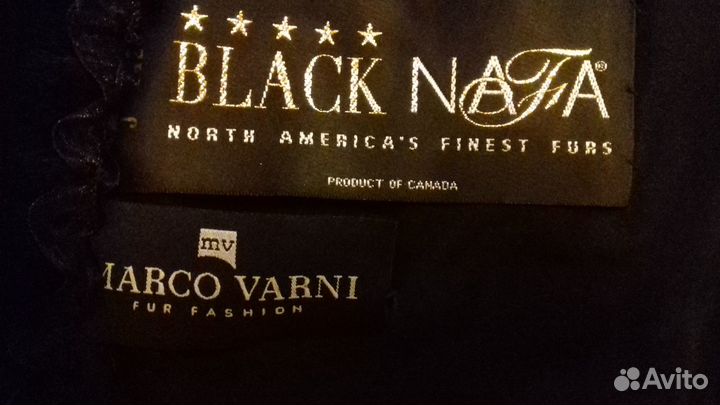 BLACK NAFA®
NORTH AMERICA'S FINEST FURS
PRODUCT OF CANADA
mv
MARCO VARNI
FUR FASHION
Avito